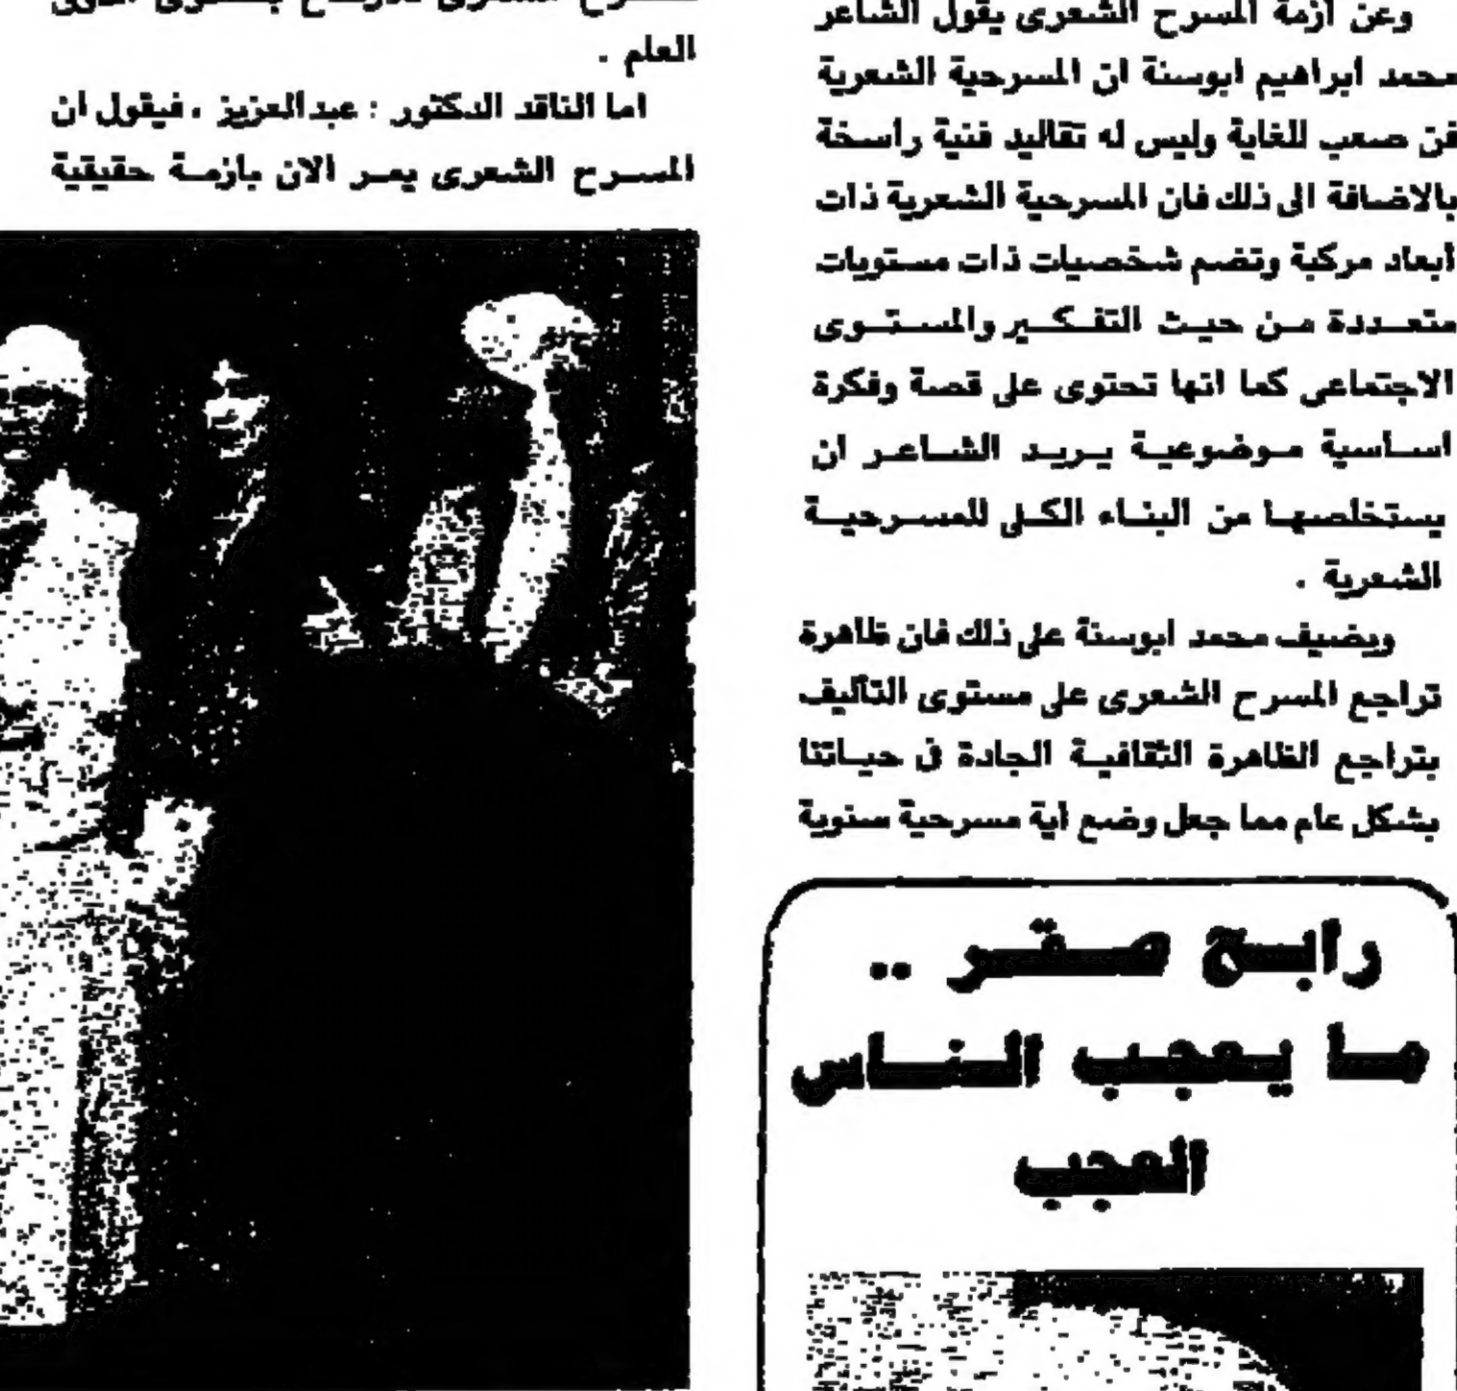 وعن ازمة المسرح الشعرى يقول الشاعر
محمد ابراهيم ابوسنة ان المسرحية الشعرية
فن صعب للغاية وليس له تقاليد فنية راسخة
بالاضافة الى ذلك فان المسرحية الشعرية ذات
أبعاد مركبة وتضم شخصيات ذات مستويات
متعددة من حيث التفكير والمستوى
الاجتماعى كما انها تحتوى على قصة وفكرة
اساسية موضوعية يريد الشاعر ان
يستخلصها من البناء الكلى للمسرحية
الشعرية .
ويضيف محمد ابوسنة على ذلك فان ظاهرة
تراجع المسرح الشعرى على مستوى التأليف
بتراجع الظاهرة الثقافية الجادة فى حياتنا
بشكل عام مما جعل وضع أية مسرحية سنوية
رابح صقر ..
ما يعجب الناس
العجب
العام .
اما الناقد الدكتور : عبدالعزيز ، فيقول ان
المسرح الشعرى يمر الان بازمة حقيقية